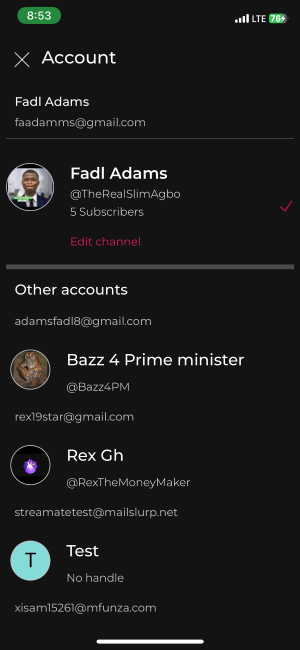 8:53
LTE 76
Account
Fadl Adams
faadamms@gmail.com
Fadl Adams
@TheRealSlimAgbo
5 Subscribers
Edit channel
Other accounts
adamsfadl8@gmail.com
Bazz 4 Prime minister
@Bazz4PM
rex19star@gmail.com
Rex Gh
@RexTheMoneyMaker
streamatetest@mailslurp.net
T
Test
No handle
xisam15261@mfunza.com